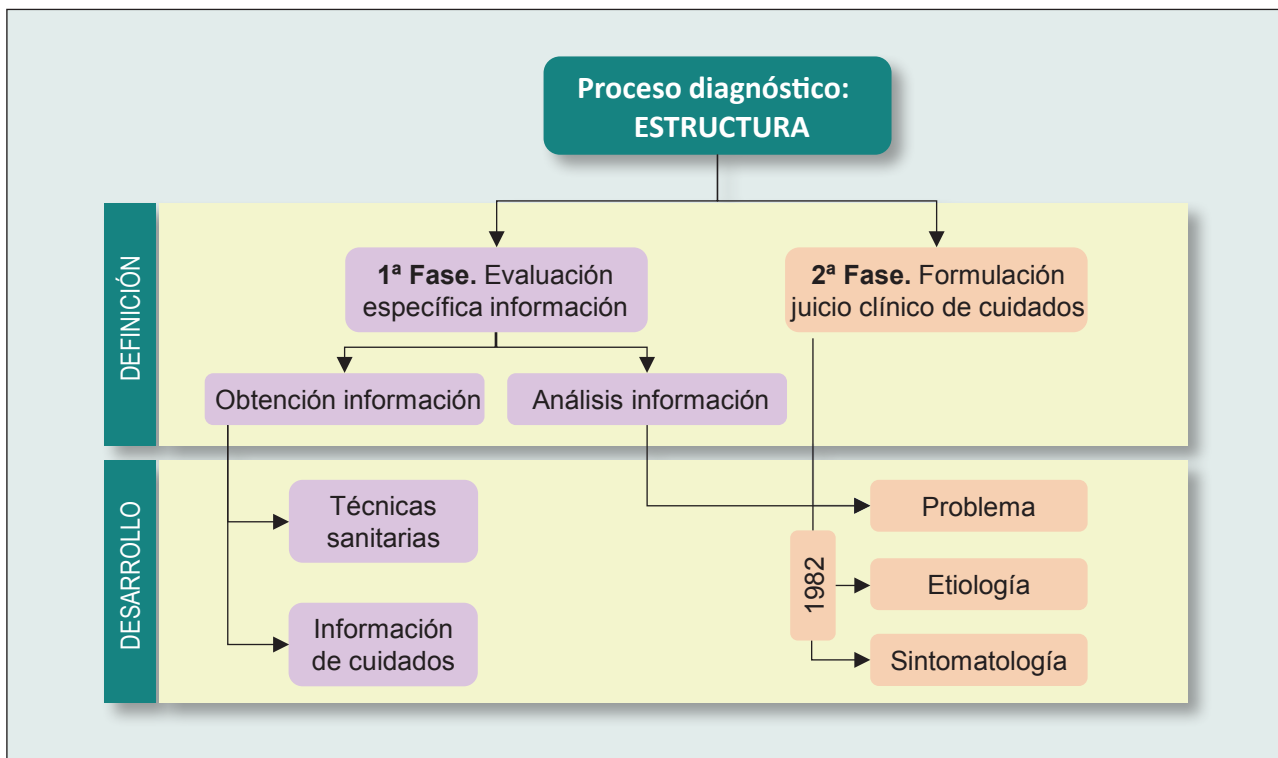 Proceso diagnóstico:
ESTRUCTURA
DEFINICIÓN
1ª Fase. Evaluación
específica información
2ª Fase. Formulación
juicio clínico de cuidados
Obtención información
Análisis información
DESARROLLO
Técnicas
sanitarias
Información
de cuidados
1982
Problema
Etiología
Sintomatología